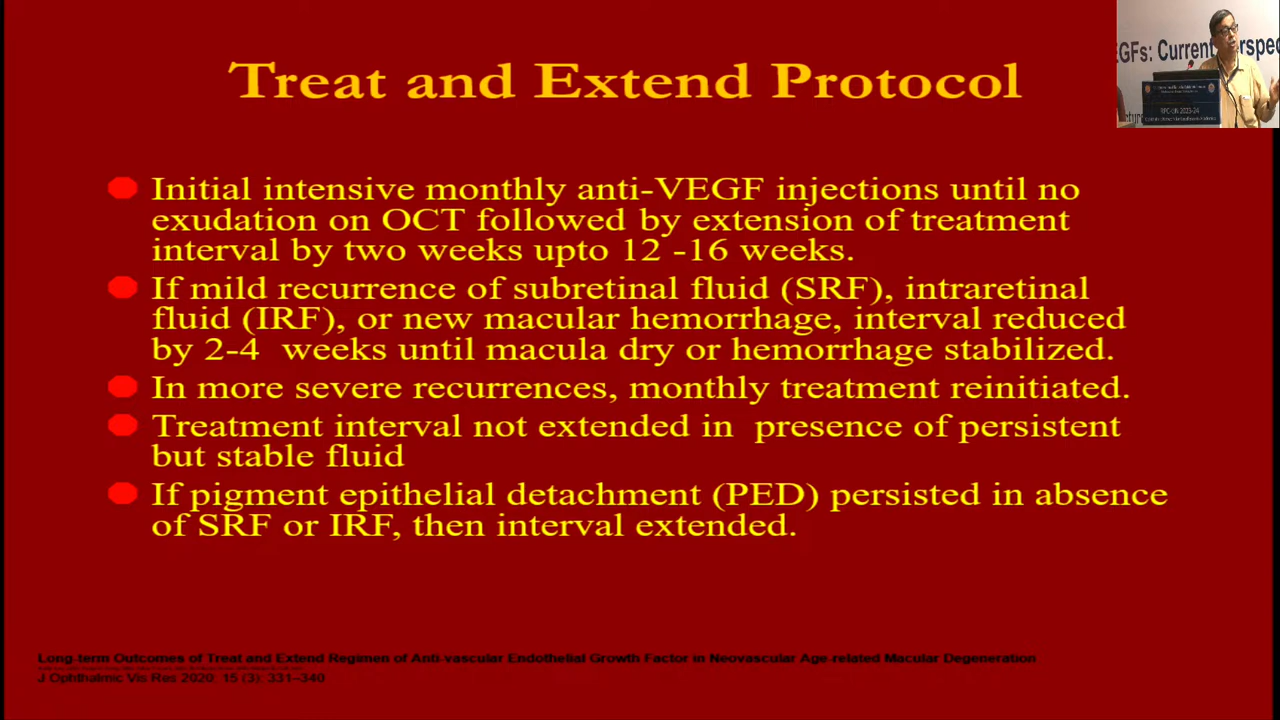 Treat and Extend Protocol
Initial intensive monthly anti-VEGF injections until no
exudation on OCT followed by extension of treatment
interval by two weeks upto 12 -16 weeks.
If mild recurrence of subretinal fluid (SRF), intraretinal
fluid (IRF), or new macular hemorrhage, interval reduced
by 2-4 weeks until macula dry or hemorrhage stabilized.
In more severe recurrences, monthly treatment reinitiated.
Treatment interval not extended in presence of persistent
but stable fluid
If pigment epithelial detachment (PED) persisted in absence
of SRF or IRF, then interval extended.
Long-term Outcomes of Treat and Extend Regimen of Anti-vascular Endothelial Growth Factor in Neovascular Age-related Macular Degeneration
J Ophthalmic Vis Res 2020; 15 (3): 331–340
EGFs: Current